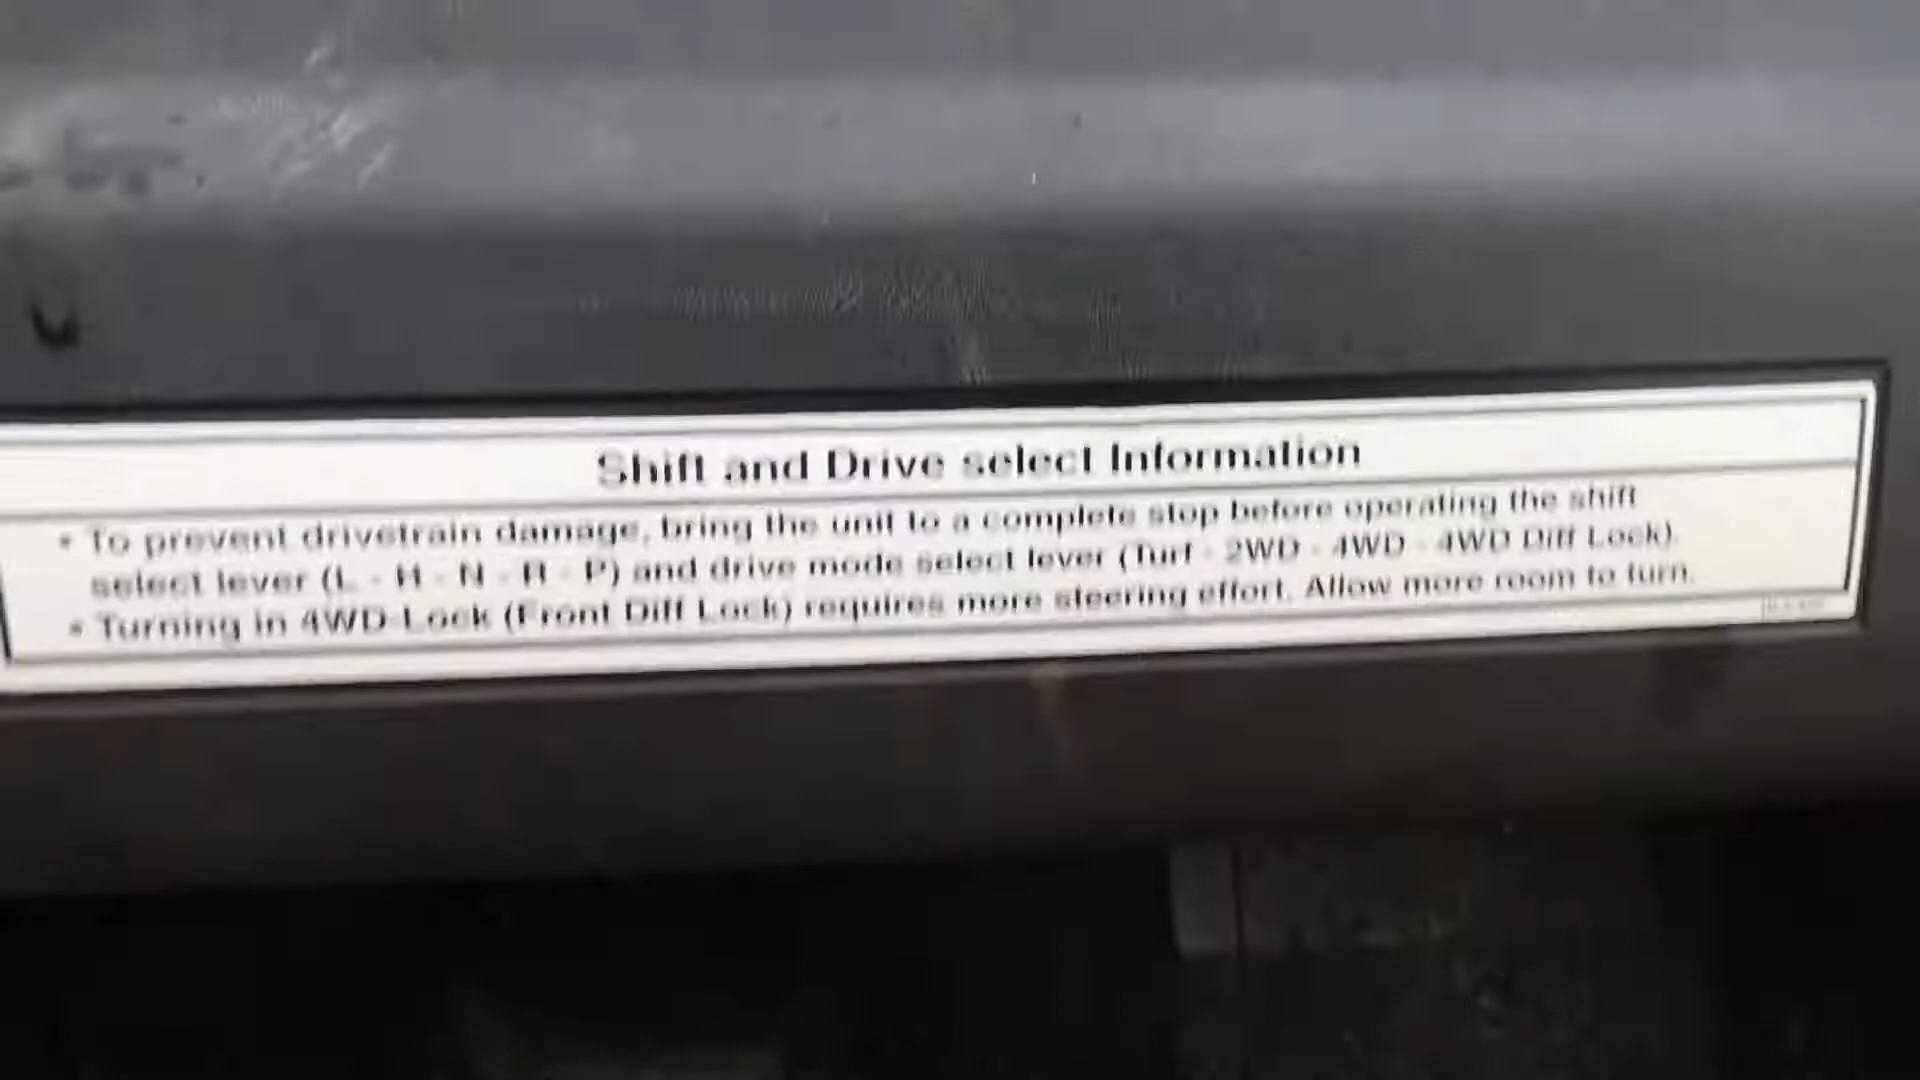 Shift and Drive select Information
• To prevent drivetrain damage, bring the unit to a complete stop before operating the shift
select lever (L - H - N - R - P) and drive mode select lever (Turf - 2WD - 4WD - 4WD Diff Lock).
• Turning in 4WD-Lock (Front Diff Lock) requires more steering effort. Allow more room to turn.